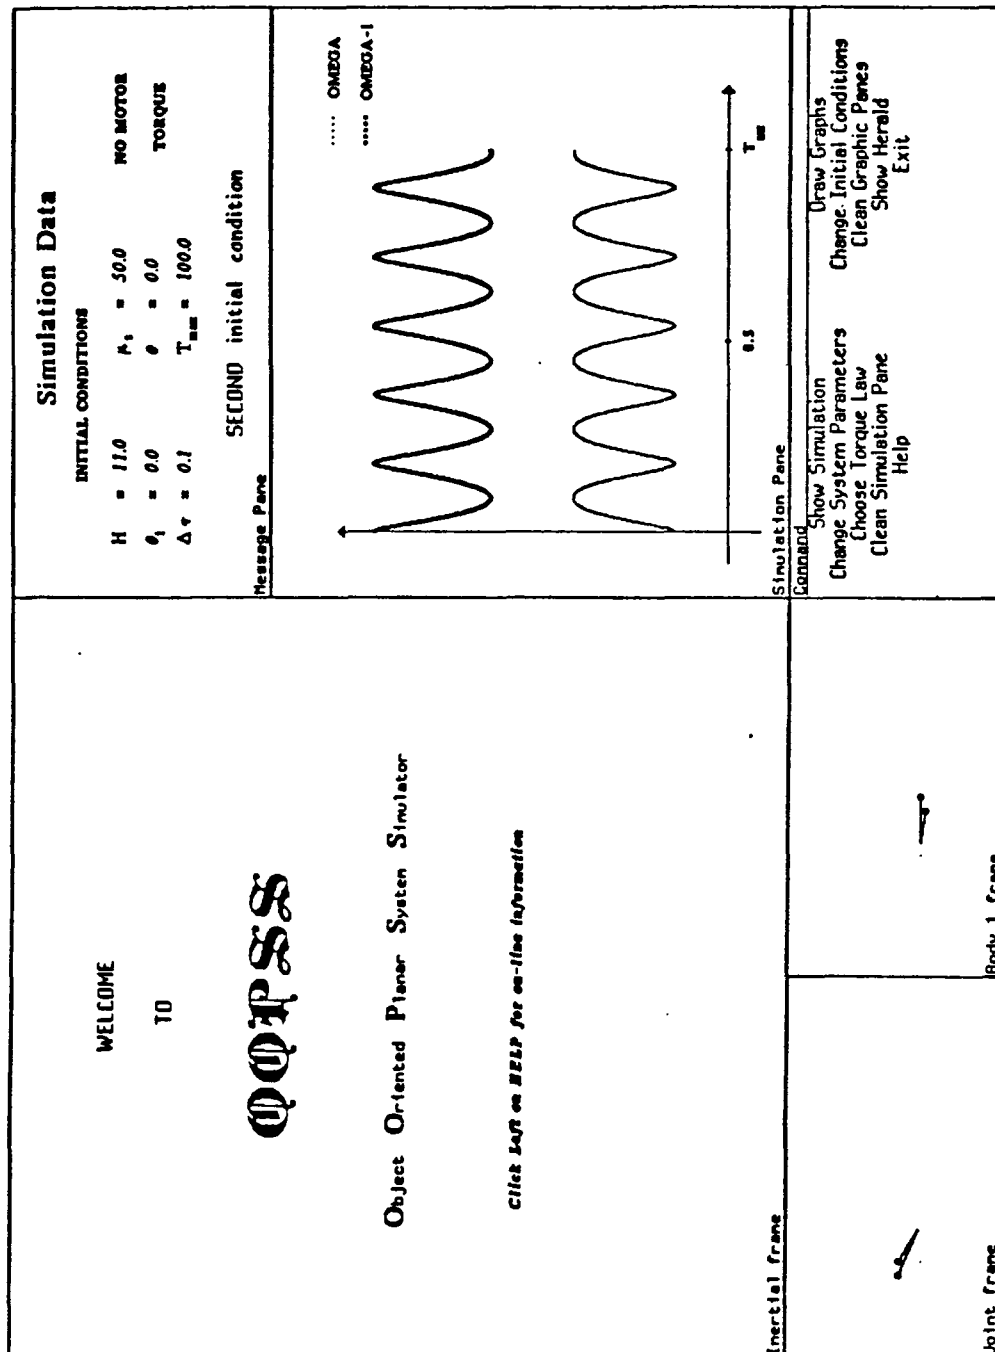 WELCOME
TO
OOPSS
Object Oriented Planar System Simulator
Click Left on HELP for on-line information
Inertial frame
Joint frame
Body 1 frame
Simulation Data
INITIAL CONDITIONS
H = 11.0 μ₁ = 50.0 NO MOTOR
θ₁ = 0.0 θ = 0.0 TORQUE
Δτ = 0.1 Tmax = 100.0
SECOND initial condition
Message Pane
..... OMEGA
..... OMEGA-1
0.5 Tmax
Simulation Pane
Command
Show Simulation Draw Graphs
Change System Parameters Change Initial Conditions
Choose Torque Law Clean Graphic Panes
Clean Simulation Pane Show Herald
Help Exit